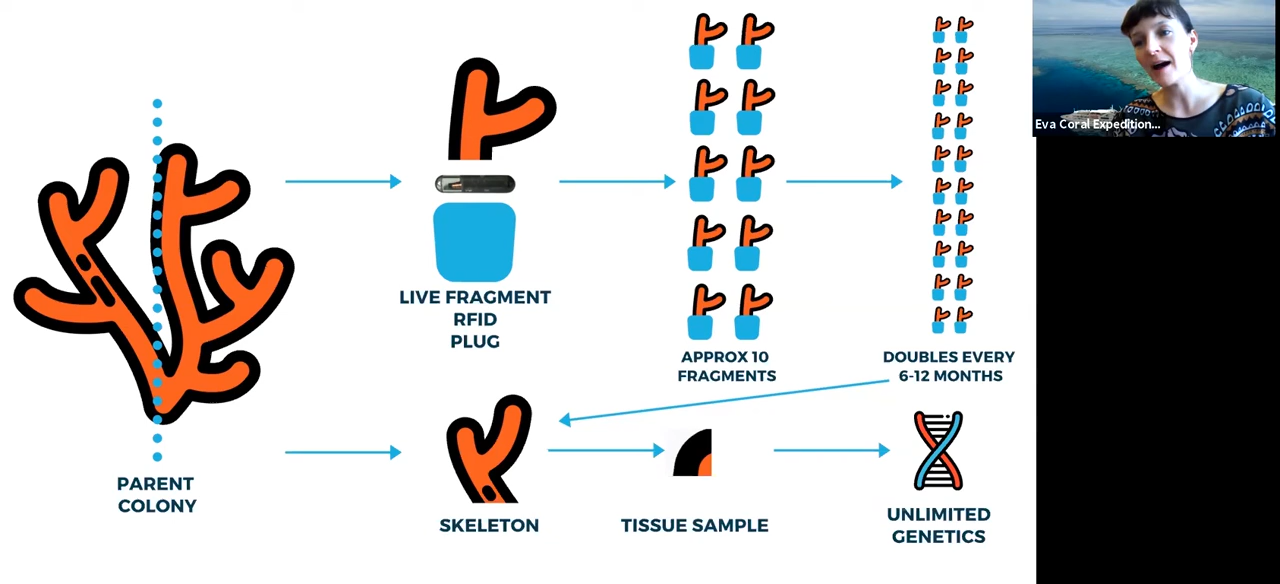 Eva Coral Expedition...
LIVE FRAGMENT
RFID
PLUG
APPROX 10
FRAGMENTS
DOUBLES EVERY
6-12 MONTHS
PARENT
COLONY
SKELETON
TISSUE SAMPLE
UNLIMITED
GENETICS